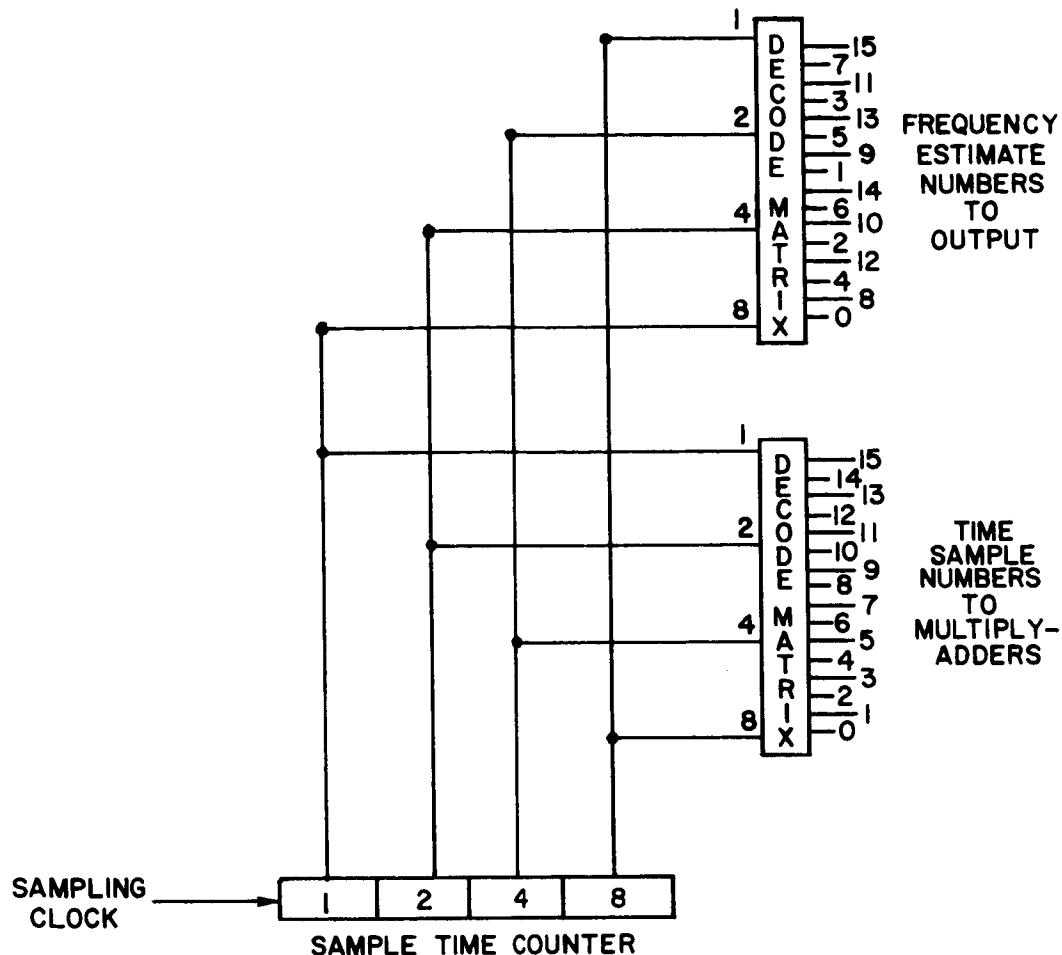 1
2
4
8
DECODE MATRIX
15
7
11
3
13
5
9
1
14
6
10
2
12
4
8
0
FREQUENCY
ESTIMATE
NUMBERS
TO
OUTPUT
1
2
4
8
DECODE MATRIX
15
14
13
12
11
10
9
8
7
6
5
4
3
2
1
0
TIME
SAMPLE
NUMBERS
TO
MULTIPLY-
ADDERS
SAMPLING
CLOCK
1 2 4 8
SAMPLE TIME COUNTER